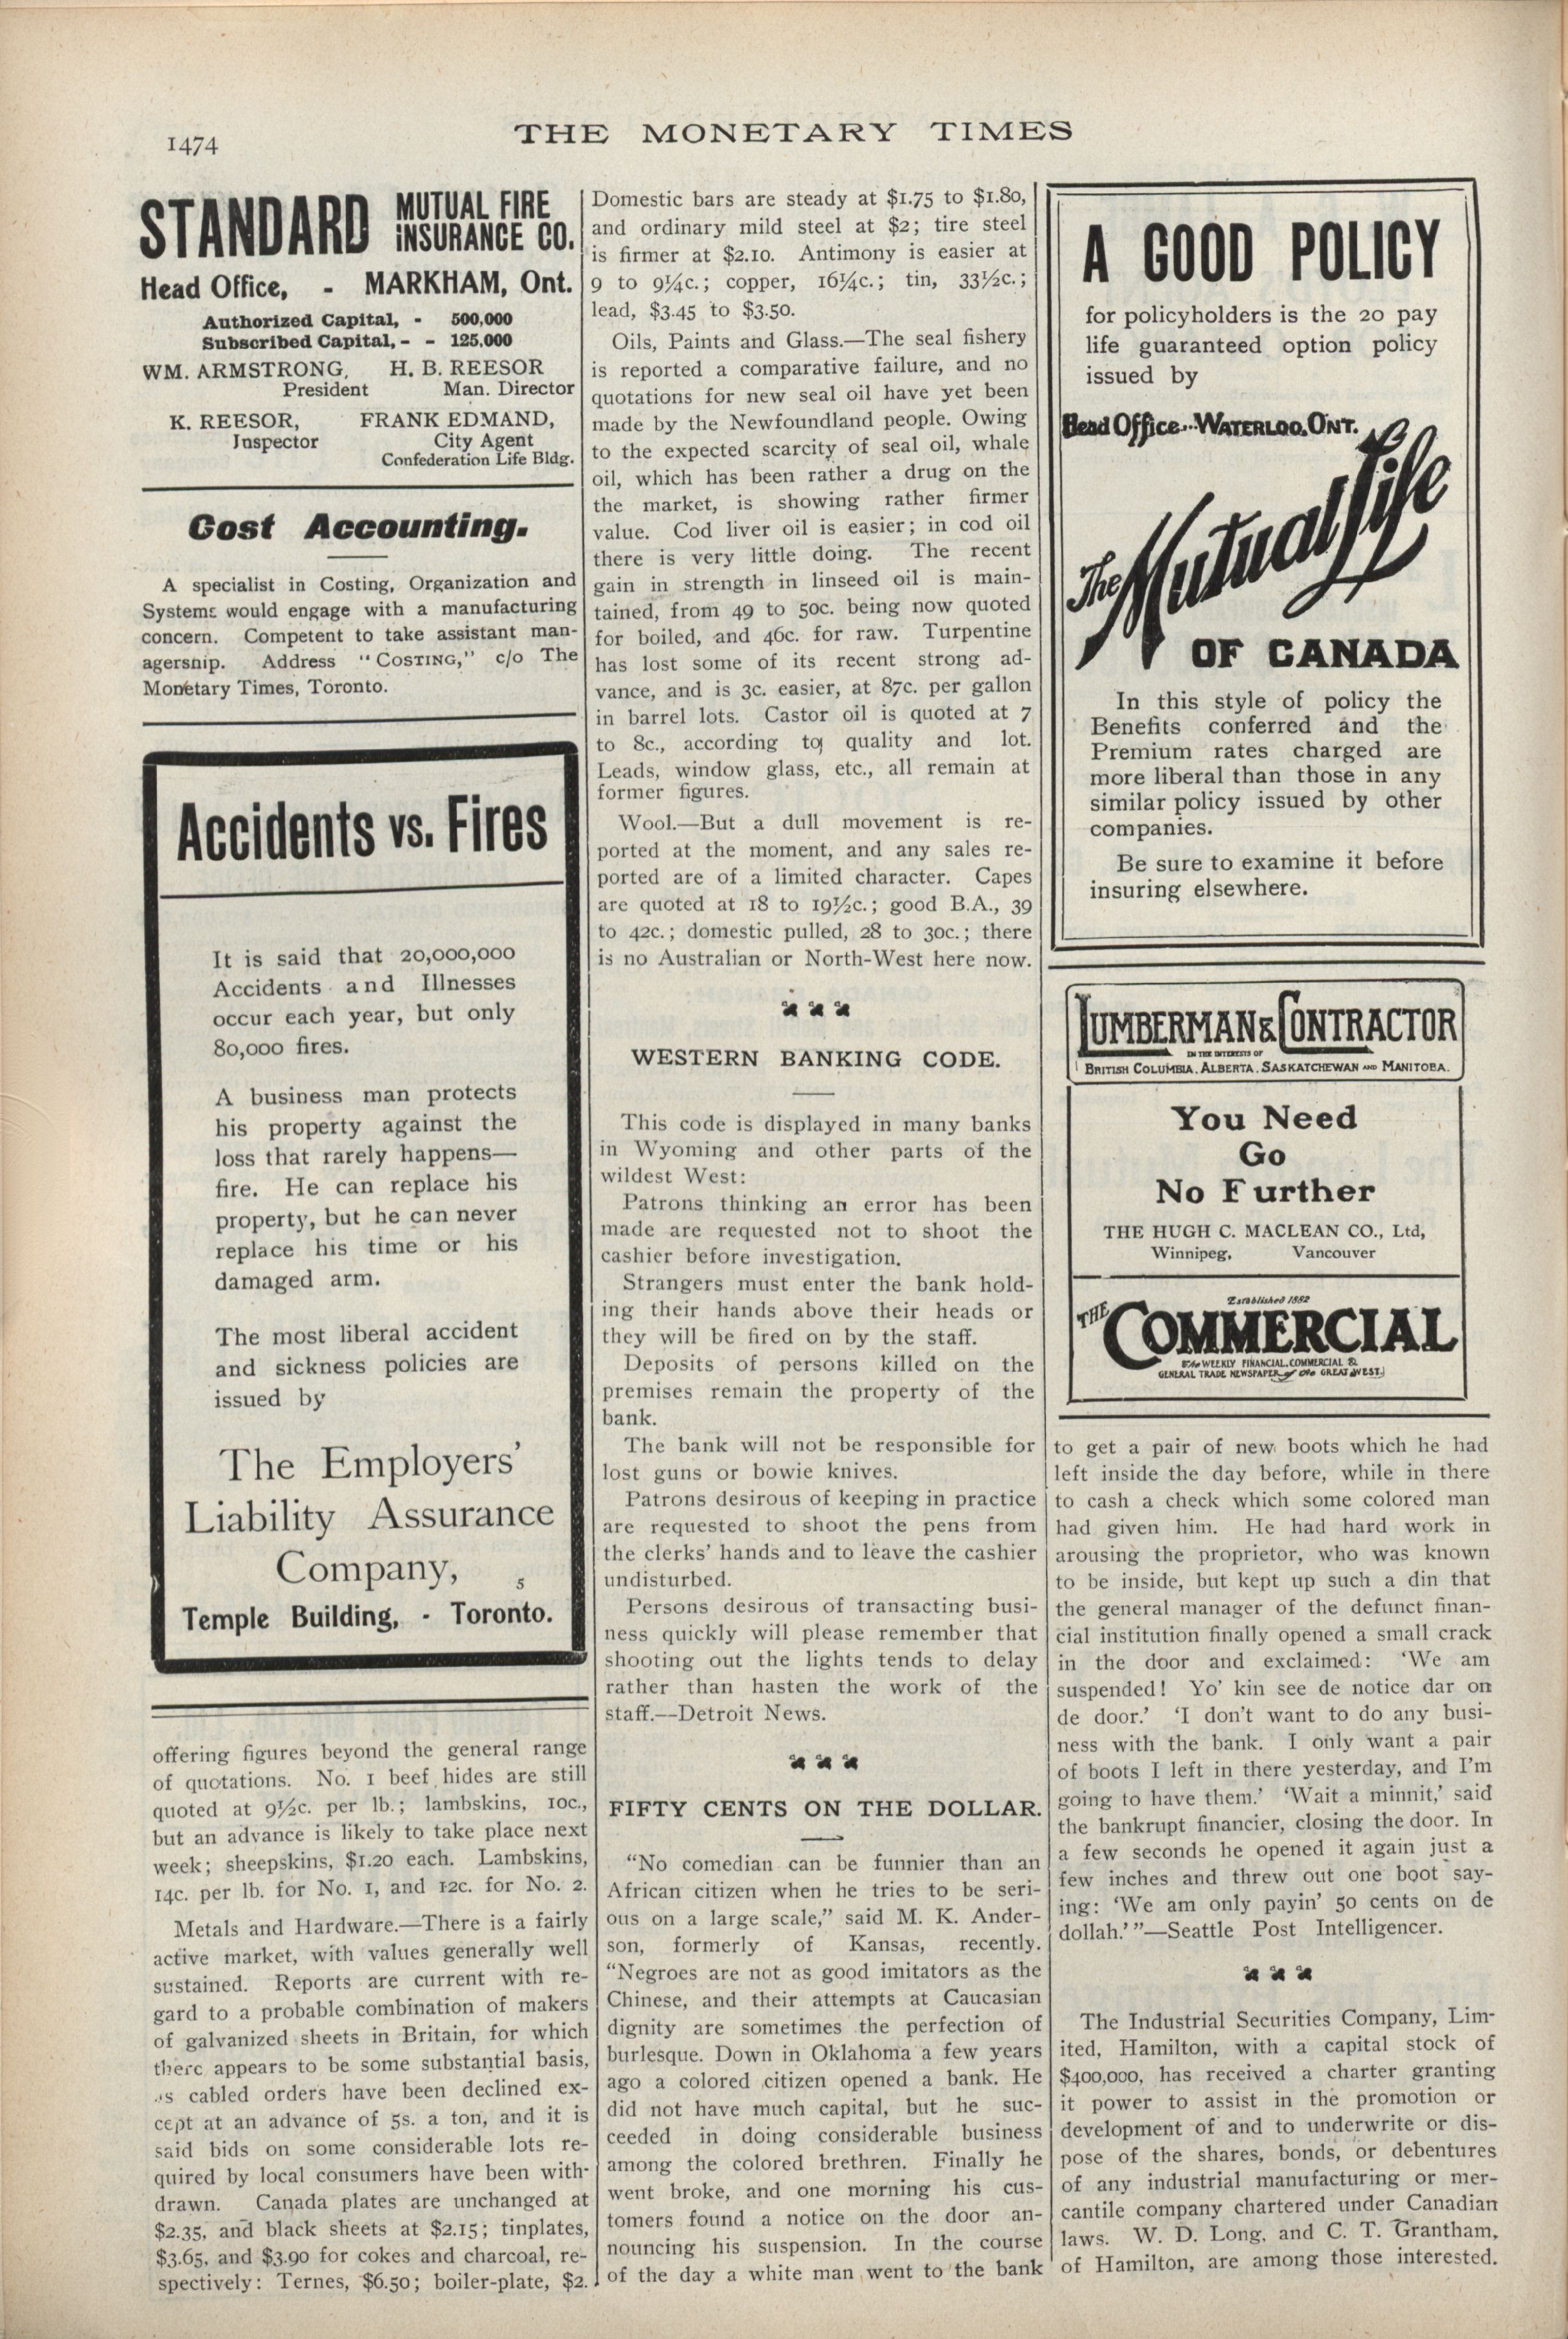 1474
THE MONETARY TIMES
STANDARD MUTUAL FIRE
INSURANCE CO.
Head Office, - MARKHAM, Ont.
Authorized Capital, - 500,000
Subscribed Capital, - - 125,000
WM. ARMSTRONG, H. B. REESOR
President Man. Director
K. REESOR, FRANK EDMAND,
Inspector City Agent
Confederation Life Bldg.
Cost Accounting.
A specialist in Costing, Organization and
Systems would engage with a manufacturing
concern. Competent to take assistant man-
agership. Address "COSTING," c/o The
Monetary Times, Toronto.
Accidents vs. Fires
It is said that 20,000,000
Accidents and Illnesses
occur each year, but only
80,000 fires.
A business man protects
his property against the
loss that rarely happens—
fire. He can replace his
property, but he can never
replace his time or his
damaged arm.
The most liberal accident
and sickness policies are
issued by
The Employers'
Liability Assurance
Company, 5
Temple Building, - Toronto.
offering figures beyond the general range
of quotations. No. 1 beef hides are still
quoted at 9½c. per lb.; lambskins, 10c.,
but an advance is likely to take place next
week; sheepskins, $1.20 each. Lambskins,
14c. per lb. for No. 1, and 12c. for No. 2.
Metals and Hardware.—There is a fairly
active market, with values generally well
sustained. Reports are current with re-
gard to a probable combination of makers
of galvanized sheets in Britain, for which
there appears to be some substantial basis,
as cabled orders have been declined ex-
cept at an advance of 5s. a ton, and it is
said bids on some considerable lots re-
quired by local consumers have been with-
drawn. Canada plates are unchanged at
$2.35, and black sheets at $2.15; tinplates,
$3.65, and $3.90 for cokes and charcoal, re-
spectively: Ternes, $6.50; boiler-plate, $2.
Domestic bars are steady at $1.75 to $1.80,
and ordinary mild steel at $2; tire steel
is firmer at $2.10. Antimony is easier at
9 to 9¼c.; copper, 16¼c.; tin, 33½c.;
lead, $3.45 to $3.50.
Oils, Paints and Glass.—The seal fishery
is reported a comparative failure, and no
quotations for new seal oil have yet been
made by the Newfoundland people. Owing
to the expected scarcity of seal oil, whale
oil, which has been rather a drug on the
the market, is showing rather firmer
value. Cod liver oil is easier; in cod oil
there is very little doing. The recent
gain in strength in linseed oil is main-
tained, from 49 to 50c. being now quoted
for boiled, and 46c. for raw. Turpentine
has lost some of its recent strong ad-
vance, and is 3c. easier, at 87c. per gallon
in barrel lots. Castor oil is quoted at 7
to 8c., according to quality and lot.
Leads, window glass, etc., all remain at
former figures.
Wool.—But a dull movement is re-
ported at the moment, and any sales re-
ported are of a limited character. Capes
are quoted at 18 to 19½c.; good B.A., 39
to 42c.; domestic pulled, 28 to 30c.; there
is no Australian or North-West here now.
WESTERN BANKING CODE.
This code is displayed in many banks
in Wyoming and other parts of the
wildest West:
Patrons thinking an error has been
made are requested not to shoot the
cashier before investigation.
Strangers must enter the bank hold-
ing their hands above their heads or
they will be fired on by the staff.
Deposits of persons killed on the
premises remain the property of the
bank.
The bank will not be responsible for
lost guns or bowie knives.
Patrons desirous of keeping in practice
are requested to shoot the pens from
the clerks' hands and to leave the cashier
undisturbed.
Persons desirous of transacting busi-
ness quickly will please remember that
shooting out the lights tends to delay
rather than hasten the work of the
staff.—Detroit News.
FIFTY CENTS ON THE DOLLAR.
"No comedian can be funnier than an
African citizen when he tries to be seri-
ous on a large scale," said M. K. Ander-
son, formerly of Kansas, recently.
"Negroes are not as good imitators as the
Chinese, and their attempts at Caucasian
dignity are sometimes the perfection of
burlesque. Down in Oklahoma a few years
ago a colored citizen opened a bank. He
did not have much capital, but he suc-
ceeded in doing considerable business
among the colored brethren. Finally he
went broke, and one morning his cus-
tomers found a notice on the door an-
nouncing his suspension. In the course
of the day a white man went to the bank
A GOOD POLICY
for policyholders is the 20 pay
life guaranteed option policy
issued by
Head Office...WATERLOO, ONT.
The Mutual Life
OF CANADA
In this style of policy the
Benefits conferred and the
Premium rates charged are
more liberal than those in any
similar policy issued by other
companies.
Be sure to examine it before
insuring elsewhere.
LUMBERMAN & CONTRACTOR
IN THE INTERESTS OF
BRITISH COLUMBIA, ALBERTA, SASKATCHEWAN AND MANITOBA.
You Need
Go
No Further
THE HUGH C. MACLEAN CO., Ltd,
Winnipeg, Vancouver
Established 1882
THE COMMERCIAL
The WEEKLY FINANCIAL, COMMERCIAL &
GENERAL TRADE NEWSPAPER of the GREAT WEST.
to get a pair of new boots which he had
left inside the day before, while in there
to cash a check which some colored man
had given him. He had hard work in
arousing the proprietor, who was known
to be inside, but kept up such a din that
the general manager of the defunct finan-
cial institution finally opened a small crack
in the door and exclaimed: 'We am
suspended! Yo' kin see de notice dar on
de door.' 'I don't want to do any busi-
ness with the bank. I only want a pair
of boots I left in there yesterday, and I'm
going to have them.' 'Wait a minnit,' said
the bankrupt financier, closing the door. In
a few seconds he opened it again just a
few inches and threw out one boot say-
ing: 'We am only payin' 50 cents on de
dollah.'"—Seattle Post Intelligencer.
The Industrial Securities Company, Lim-
ited, Hamilton, with a capital stock of
$400,000, has received a charter granting
it power to assist in the promotion or
development of and to underwrite or dis-
pose of the shares, bonds, or debentures
of any industrial manufacturing or mer-
cantile company chartered under Canadian
laws. W. D. Long, and C. T. Grantham,
of Hamilton, are among those interested.